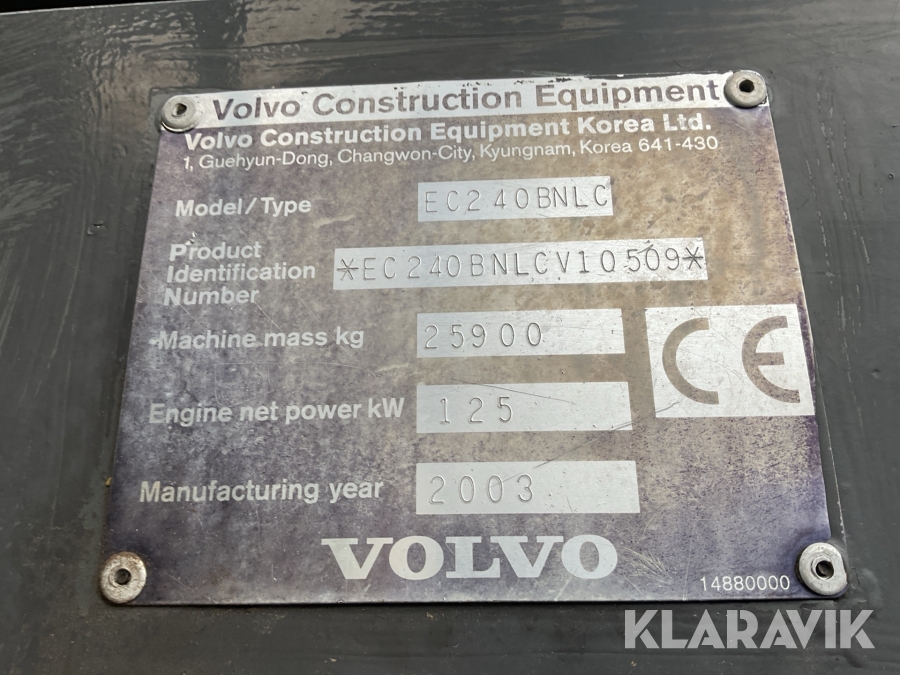 Volvo Construction Equipment
Volvo Construction Equipment Korea Ltd.
1, Guehyun-Dong, Changwon-City, Kyungnam, Korea 641-430
Model/Type EC240BNLC
Product
Identification *EC240BNLCV10509*
Number
Machine mass kg 25900
CE
Engine net power kW 125
Manufacturing year 2003
VOLVO
14880000
KLARAVIK